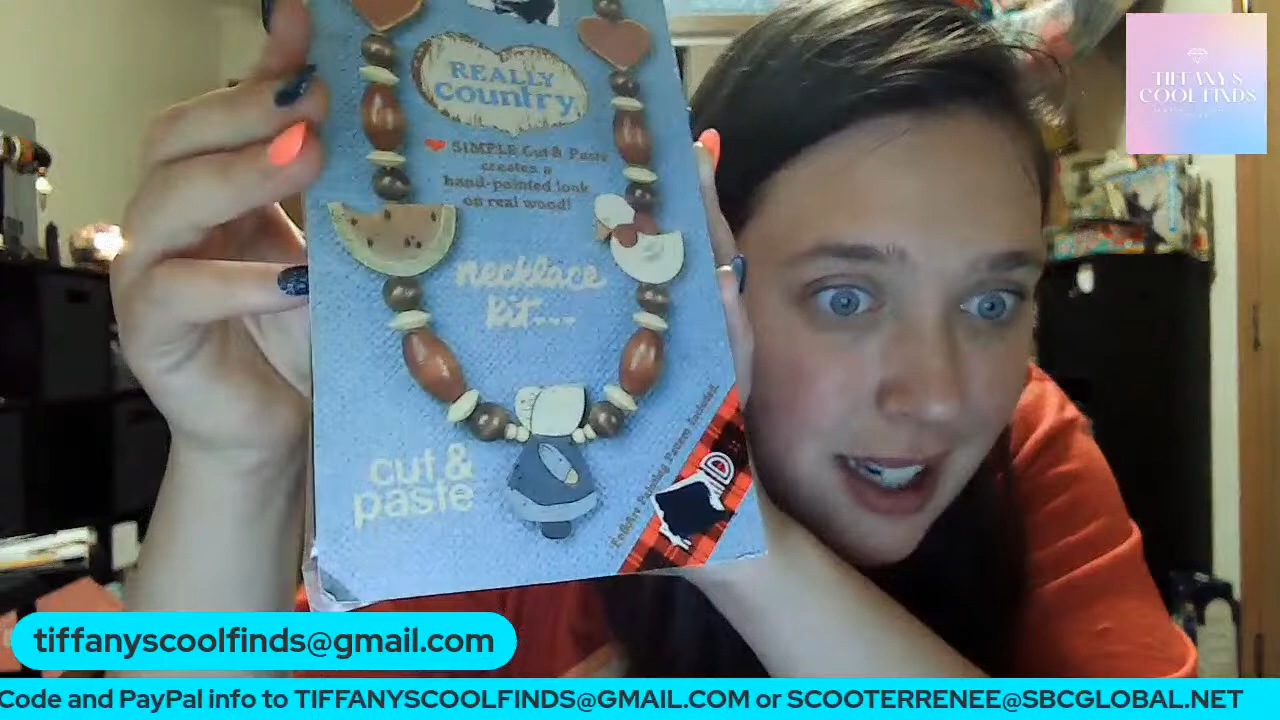 REALLY
country
SIMPLE Cut & Paste
creates a
hand-painted look
on real wood!
necklace
kit...
cut &
paste
Included
TIFFANY'S
COOL FINDS
tiffanyscoolfinds@gmail.com
Code and PayPal info to TIFFANYSCOOLFINDS@GMAIL.COM or SCOOTERRENEE@SBCGLOBAL.NET